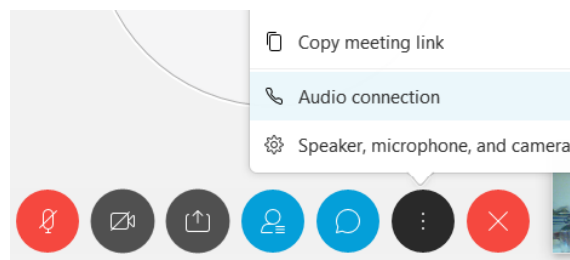 Copy meeting link
Audio connection
Speaker, microphone, and camera